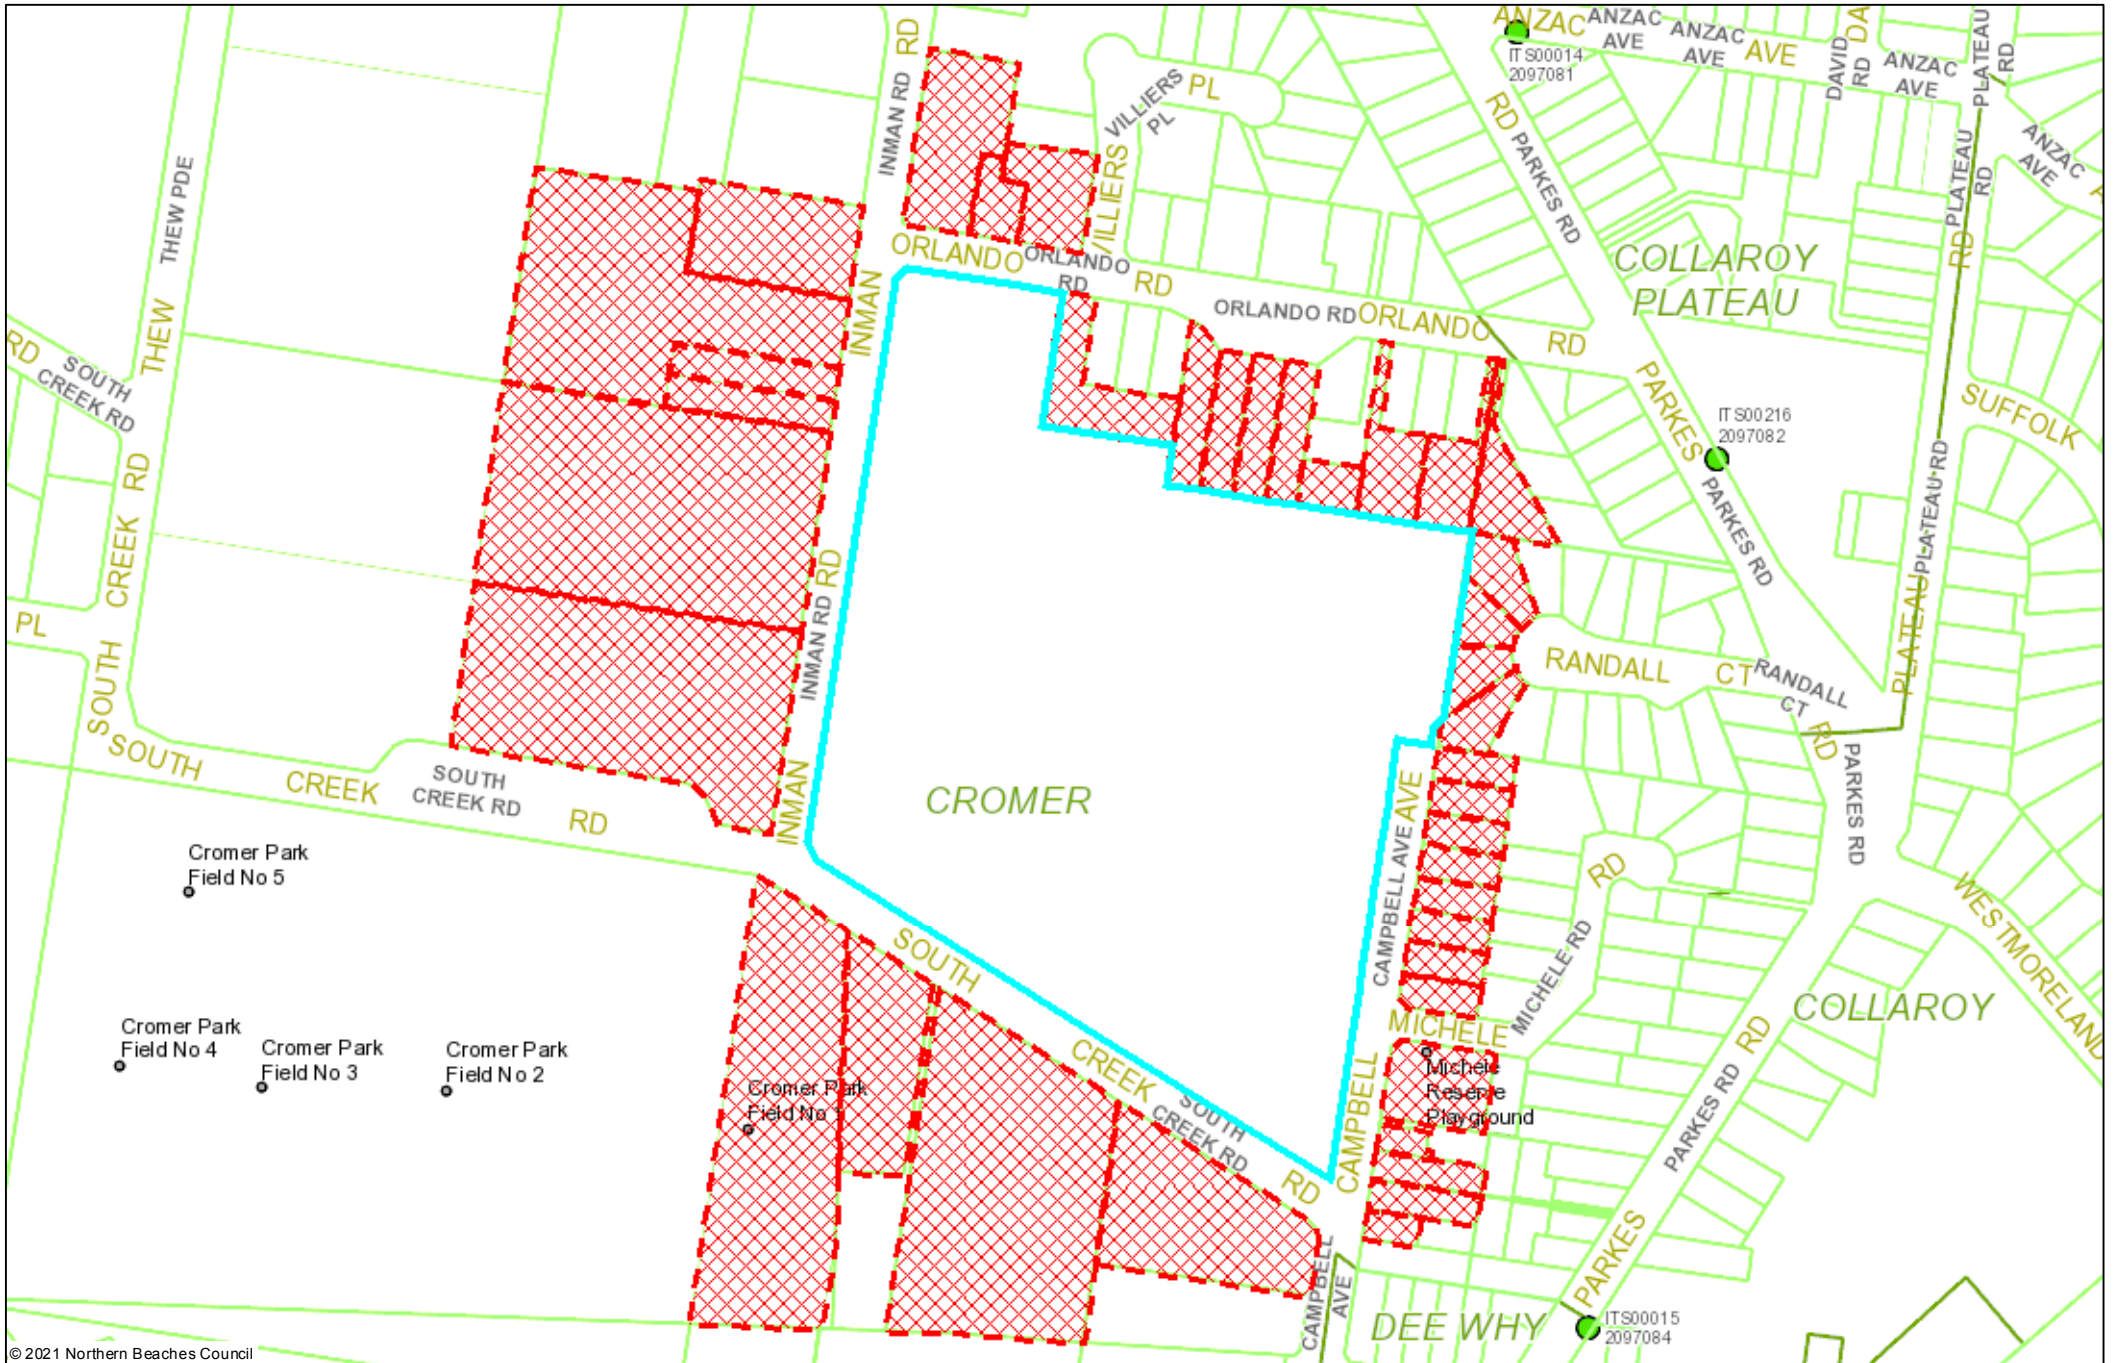 ANZAC
ANZAC
AVE
ANZAC
AVE
AVE
DAVID
RD
DA
ANZAC
AVE
PLATEAU
RD
ITS00014
2097081
RD
INMAN RD
VILLIERS
PL
PL
VILLIERS
RD
PARKES RD
PLATEAU
RD
RD
ANZAC
AVE
A
THEW PDE
THEW
ORLANDO
ORLANDO
RD
RD
ORLANDO RD
ORLANDO
RD
COLLAROY
PLATEAU
INMAN
RD
SOUTH
CREEK RD
PARKES
ITS00216
2097082
SUFFOLK
RD
CREEK
SOUTH
PARKES RD
PLATEAU RD
PLATEAU
RD
INMAN RD
PL
RANDALL
CT
RANDALL
CT
RD
SOUTH
CREEK
SOUTH
CREEK RD
RD
INMAN
CROMER
AVE
CAMPBELL AVE
PARKES RD
RD
MICHELE RD
Cromer Park
Field No 5
WESTMORELAND
SOUTH
COLLAROY
Cromer Park
Field No 4
Cromer Park
Field No 3
Cromer Park
Field No 2
Cromer Park
Field No
CREEK
SOUTH
CREEK RD
RD
MICHELE
Michele
Reserve
Playground
CAMPBELL
RD
PARKES RD
PARKES
CAMPBELL
AVE
DEE WHY
ITS00015
2097084
© 2021 Northern Beaches Council